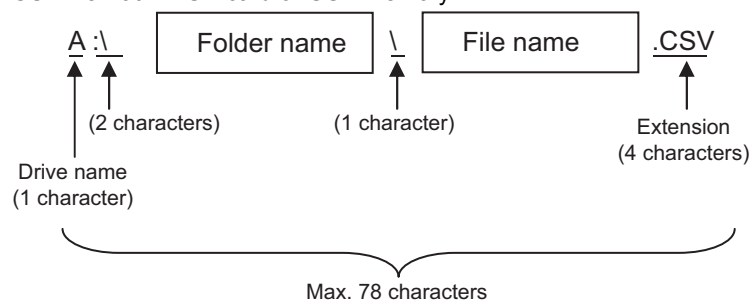 A :\ Folder name \ File name .CSV
(2 characters) (1 character)
Extension
(4 characters)
Drive name
(1 character)
Max. 78 characters